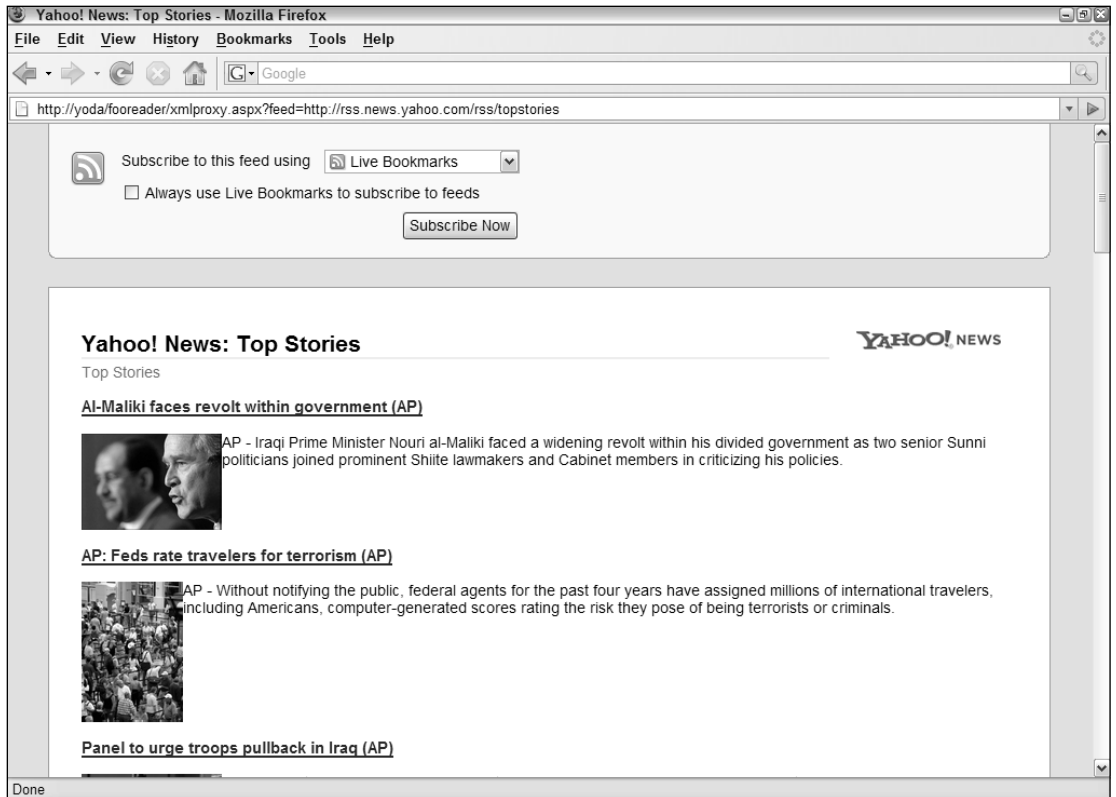 Yahoo! News: Top Stories - Mozilla Firefox
File Edit View History Bookmarks Tools Help
G Google
http://yoda/fooreader/xmlproxy.aspx?feed=http://rss.news.yahoo.com/rss/topstories
Subscribe to this feed using Live Bookmarks
Always use Live Bookmarks to subscribe to feeds
Subscribe Now
Yahoo! News: Top Stories
YAHOO! NEWS
Top Stories
Al-Maliki faces revolt within government (AP)
AP - Iraqi Prime Minister Nouri al-Maliki faced a widening revolt within his divided government as two senior Sunni
politicians joined prominent Shiite lawmakers and Cabinet members in criticizing his policies.
AP: Feds rate travelers for terrorism (AP)
AP - Without notifying the public, federal agents for the past four years have assigned millions of international travelers,
including Americans, computer-generated scores rating the risk they pose of being terrorists or criminals.
Panel to urge troops pullback in Iraq (AP)
Done